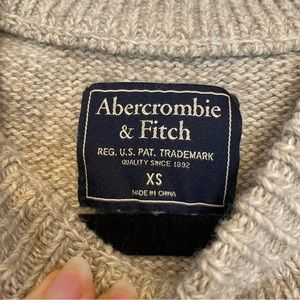 Abercrombie
& Fitch
REG. U.S. PAT. TRADEMARK
QUALITY SINCE 1892
XS
MADE IN CHINA